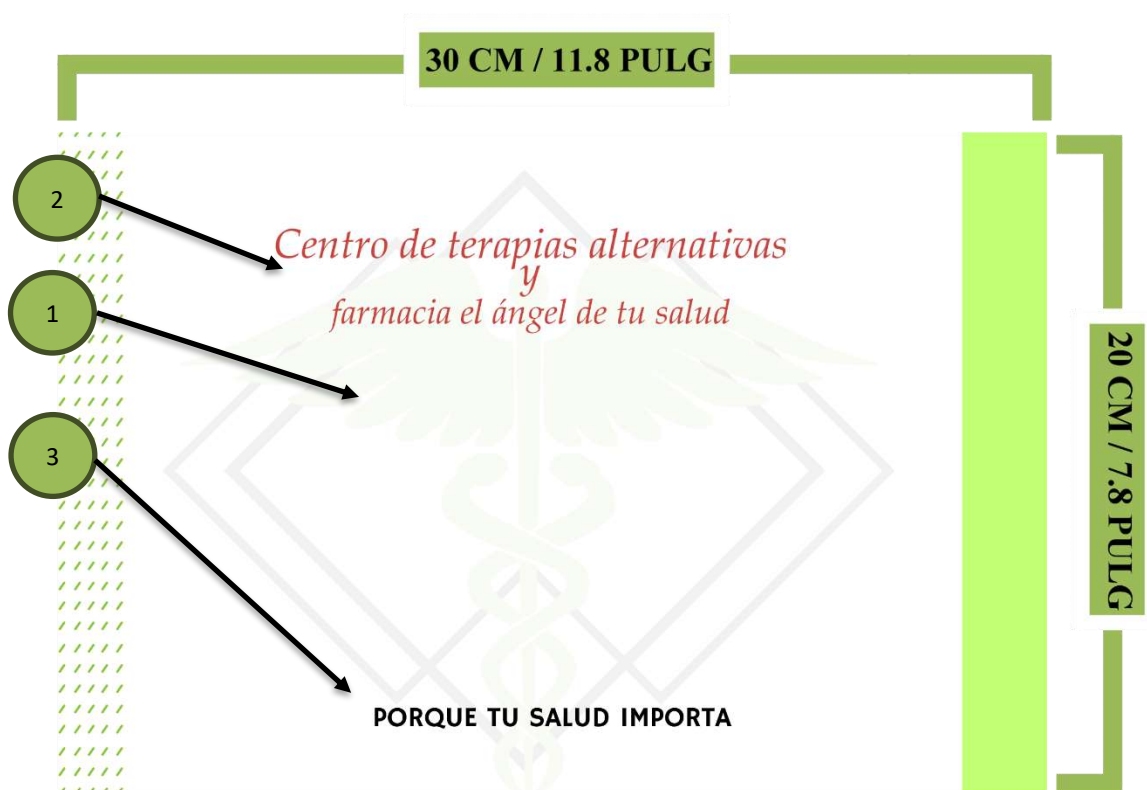 30 CM / 11.8 PULG
2
Centro de terapias alternativas
y
farmacia el ángel de tu salud
1
20 CM / 7.8 PULG
3
PORQUE TU SALUD IMPORTA